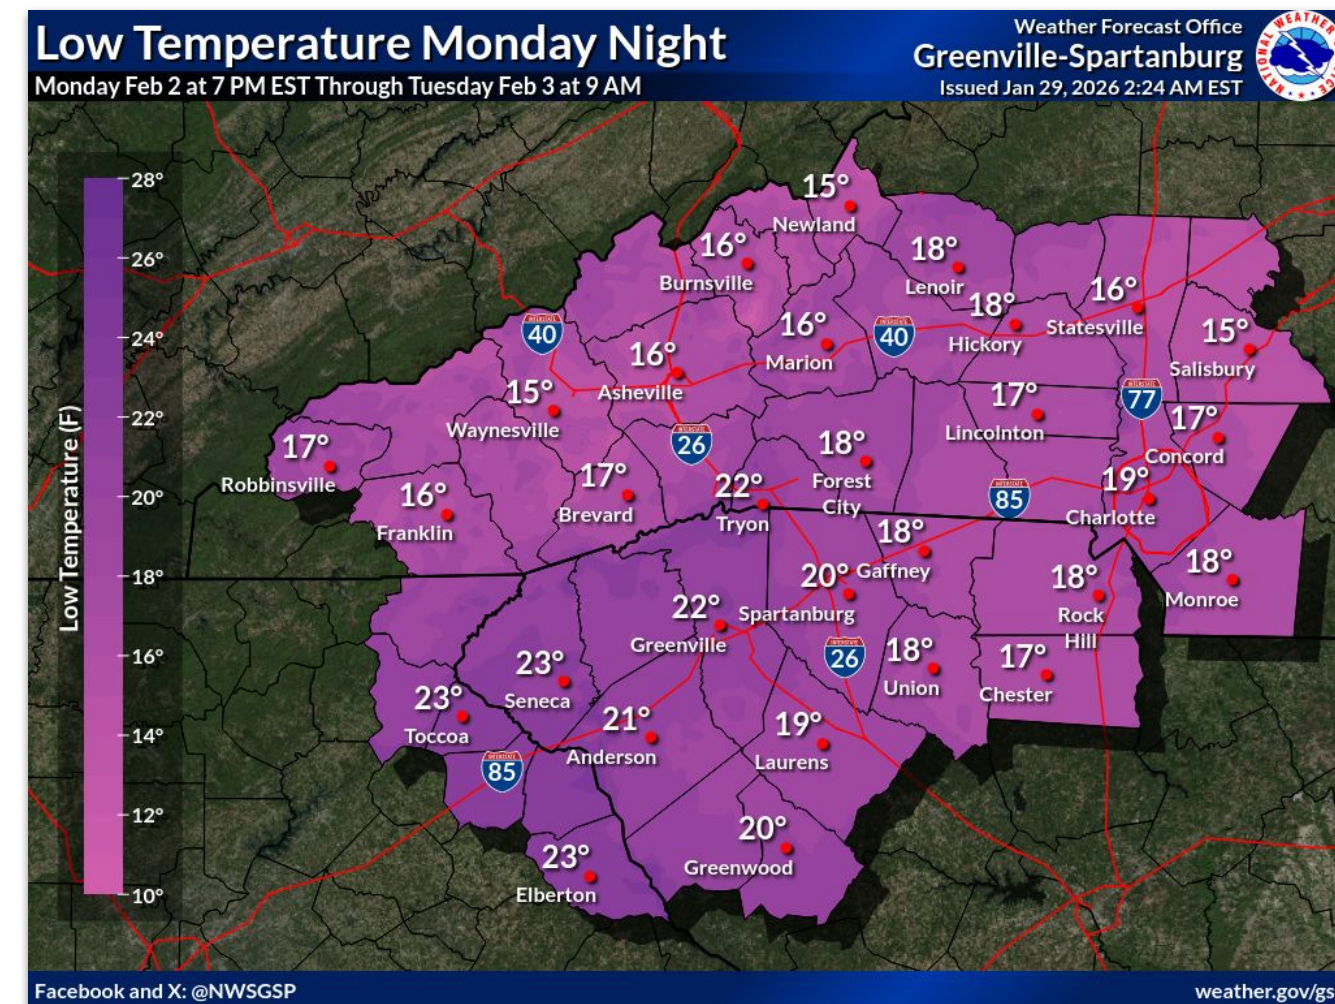 Low Temperature Monday Night
Monday Feb 2 at 7 PM EST Through Tuesday Feb 3 at 9 AM
Weather Forecast Office
Greenville-Spartanburg
Issued Jan 29, 2026 2:24 AM EST
Low Temperature (F)
28°
26°
24°
22°
20°
18°
16°
14°
12°
10°
15°
Newland
16°
Burnsville
18°
Lenoir
18°
Hickory
16°
Statesville
15°
Salisbury
16°
Marion
16°
Asheville
15°
Waynesville
40
40
77
26
17°
Lincolnton
17°
Concord
17°
Robbinsville
16°
Franklin
17°
Brevard
22°
Tryon
18°
Forest
City
85
19°
Charlotte
18°
Gaffney
20°
Spartanburg
22°
Greenville
18°
Rock
Hill
18°
Monroe
26
18°
Union
17°
Chester
23°
Seneca
23°
Toccoa
21°
Anderson
19°
Laurens
85
20°
Greenwood
23°
Elberton
Facebook and X: @NWSGSP
weather.gov/gs